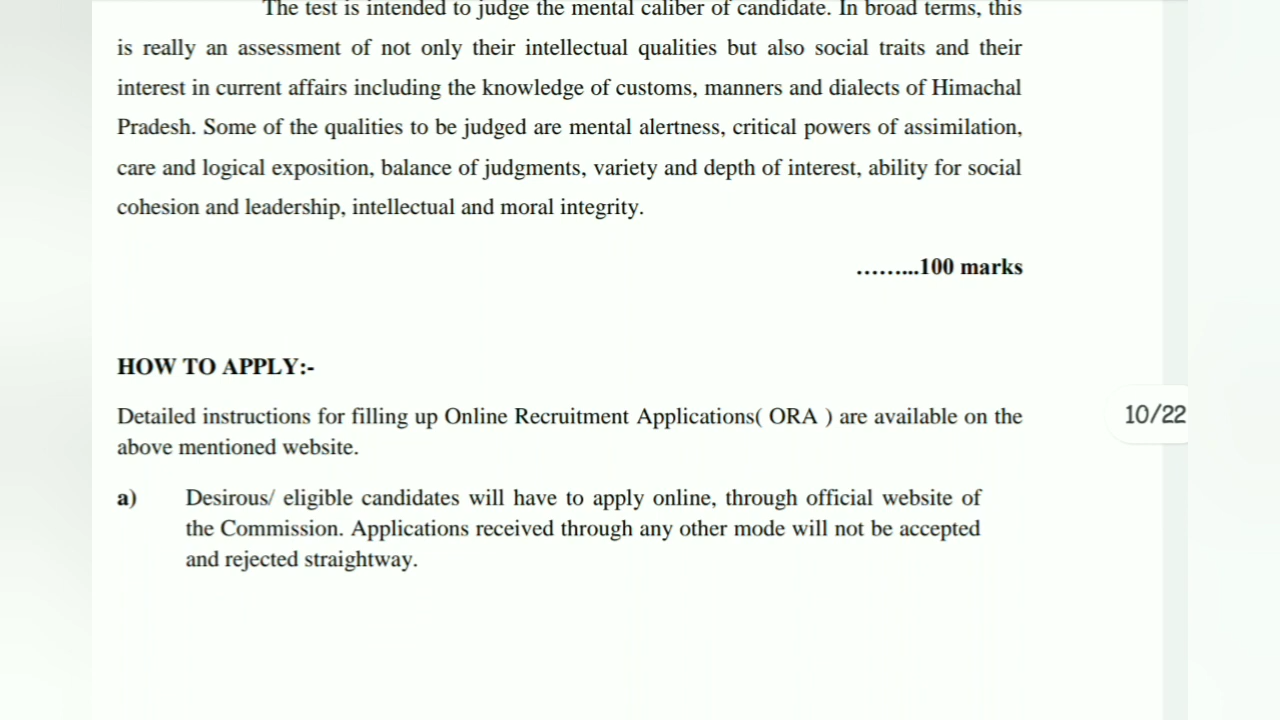 The test is intended to judge the mental caliber of candidate. In broad terms, this
is really an assessment of not only their intellectual qualities but also social traits and their
interest in current affairs including the knowledge of customs, manners and dialects of Himachal
Pradesh. Some of the qualities to be judged are mental alertness, critical powers of assimilation,
care and logical exposition, balance of judgments, variety and depth of interest, ability for social
cohesion and leadership, intellectual and moral integrity.
.........100 marks
HOW TO APPLY:-
Detailed instructions for filling up Online Recruitment Applications( ORA ) are available on the
above mentioned website.
10/22
a) Desirous/ eligible candidates will have to apply online, through official website of
the Commission. Applications received through any other mode will not be accepted
and rejected straightway.